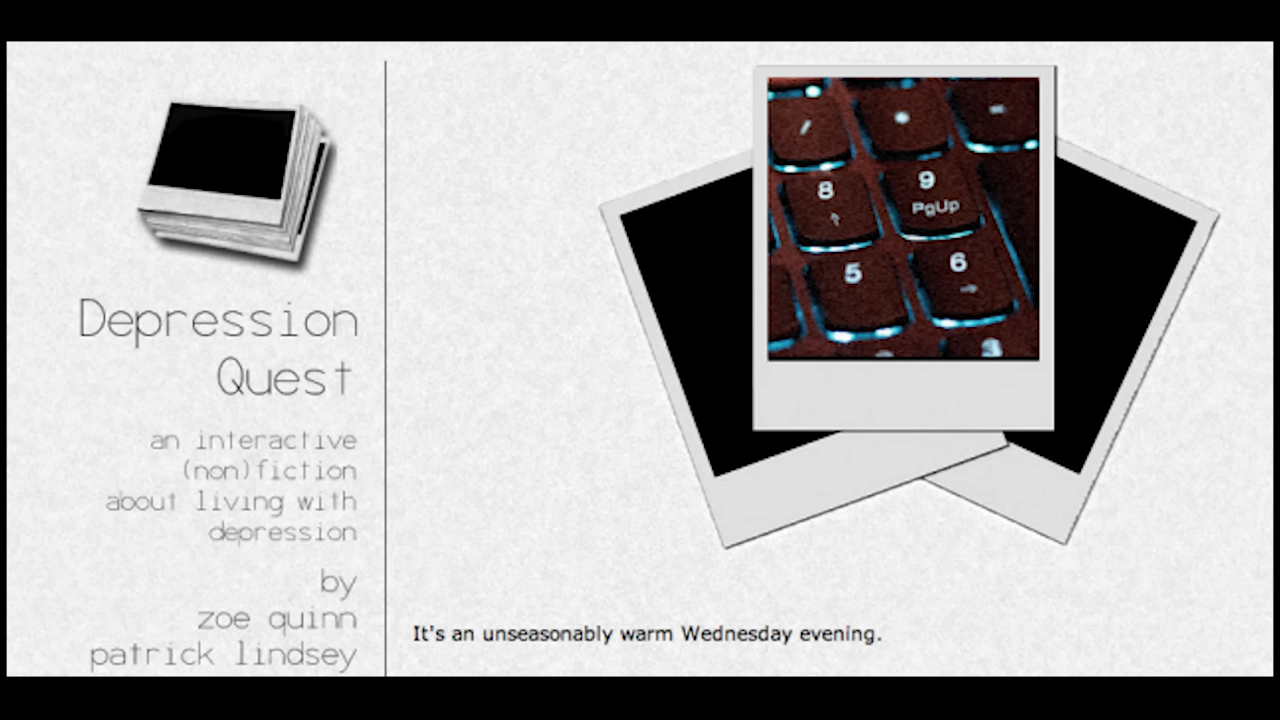 Depression
Quest
an interactive
(non)fiction
about living with
depression
by
zoe quinn
patrick lindsey
/ * -
8 9
↑ PgUp
5 6
→
3
It's an unseasonably warm Wednesday evening.